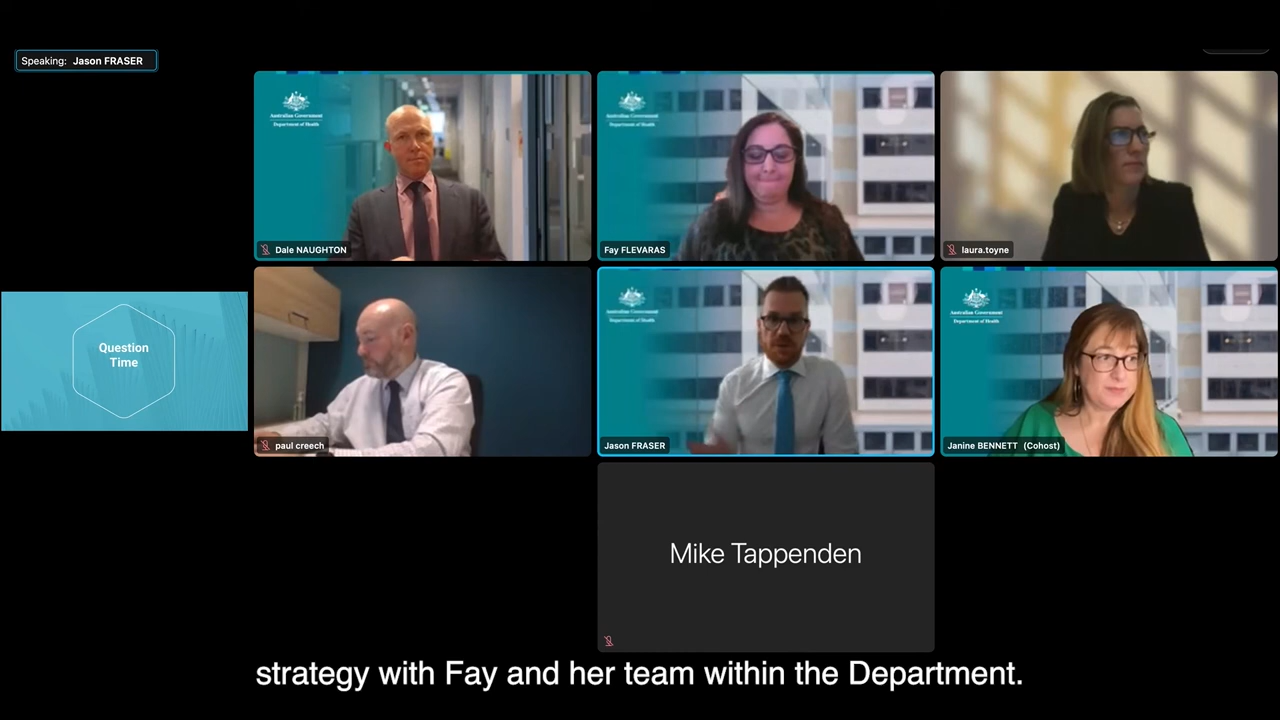 Speaking: Jason FRASER
Australian Government
Department of Health
Dale NAUGHTON
Australian Government
Department of Health
Fay FLEVARAS
laura.toyne
Question
Time
paul creech
Australian Government
Department of Health
Jason FRASER
Australian Government
Department of Health
Janine BENNETT (Cohost)
Mike Tappenden
strategy with Fay and her team within the Department.